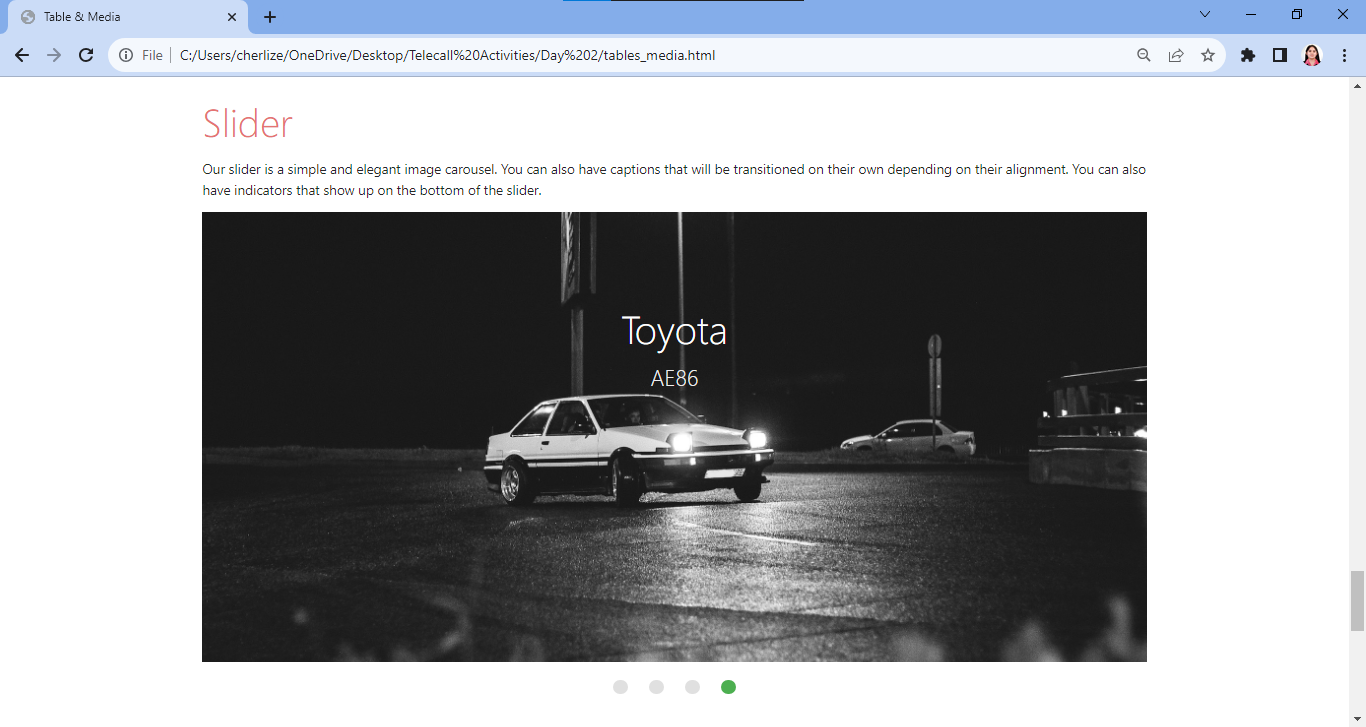 Table & Media
File
C:/Users/cherlize/OneDrive/Desktop/Telecall%20Activities/Day%202/tables_media.html
Slider
Our slider is a simple and elegant image carousel. You can also have captions that will be transitioned on their own depending on their alignment. You can also
have indicators that show up on the bottom of the slider.
Toyota
AE86